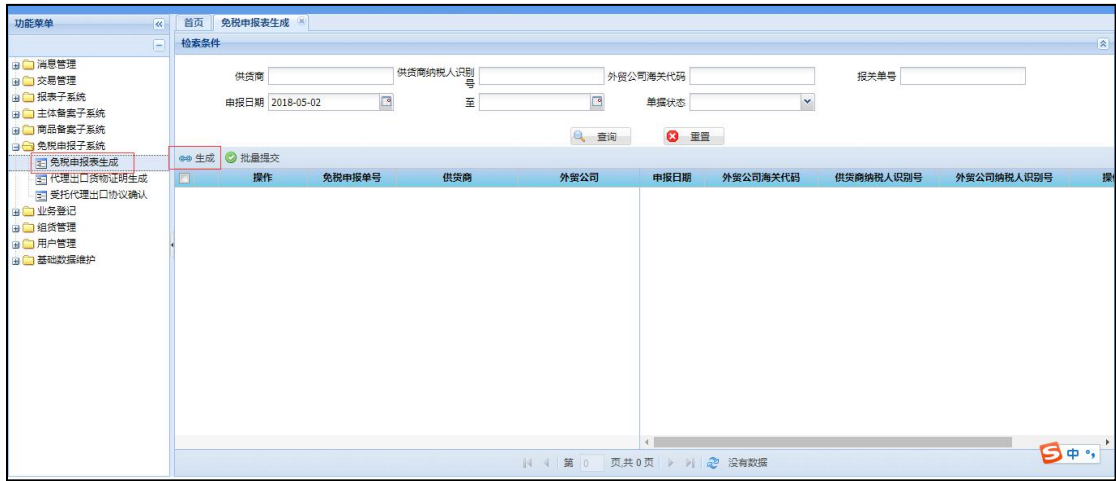 功能菜单
首页 免税申报表生成
检索条件
消息管理
交易管理
报表子系统
主体备案子系统
商品备案子系统
免税申报子系统
免税申报表生成
代理出口货物证明生成
受托代理出口协议确认
业务登记
组货管理
用户管理
基础数据维护
供货商 供货商纳税人识别号 外贸公司海关代码 报关单号
申报日期 2018-05-02 至 单据状态
查询 重置
生成 批量提交
操作 免税申报单号 供货商 外贸公司 申报日期 外贸公司海关代码 供货商纳税人识别号 外贸公司纳税人识别号 操
第 0 页,共 0 页 没有数据
中